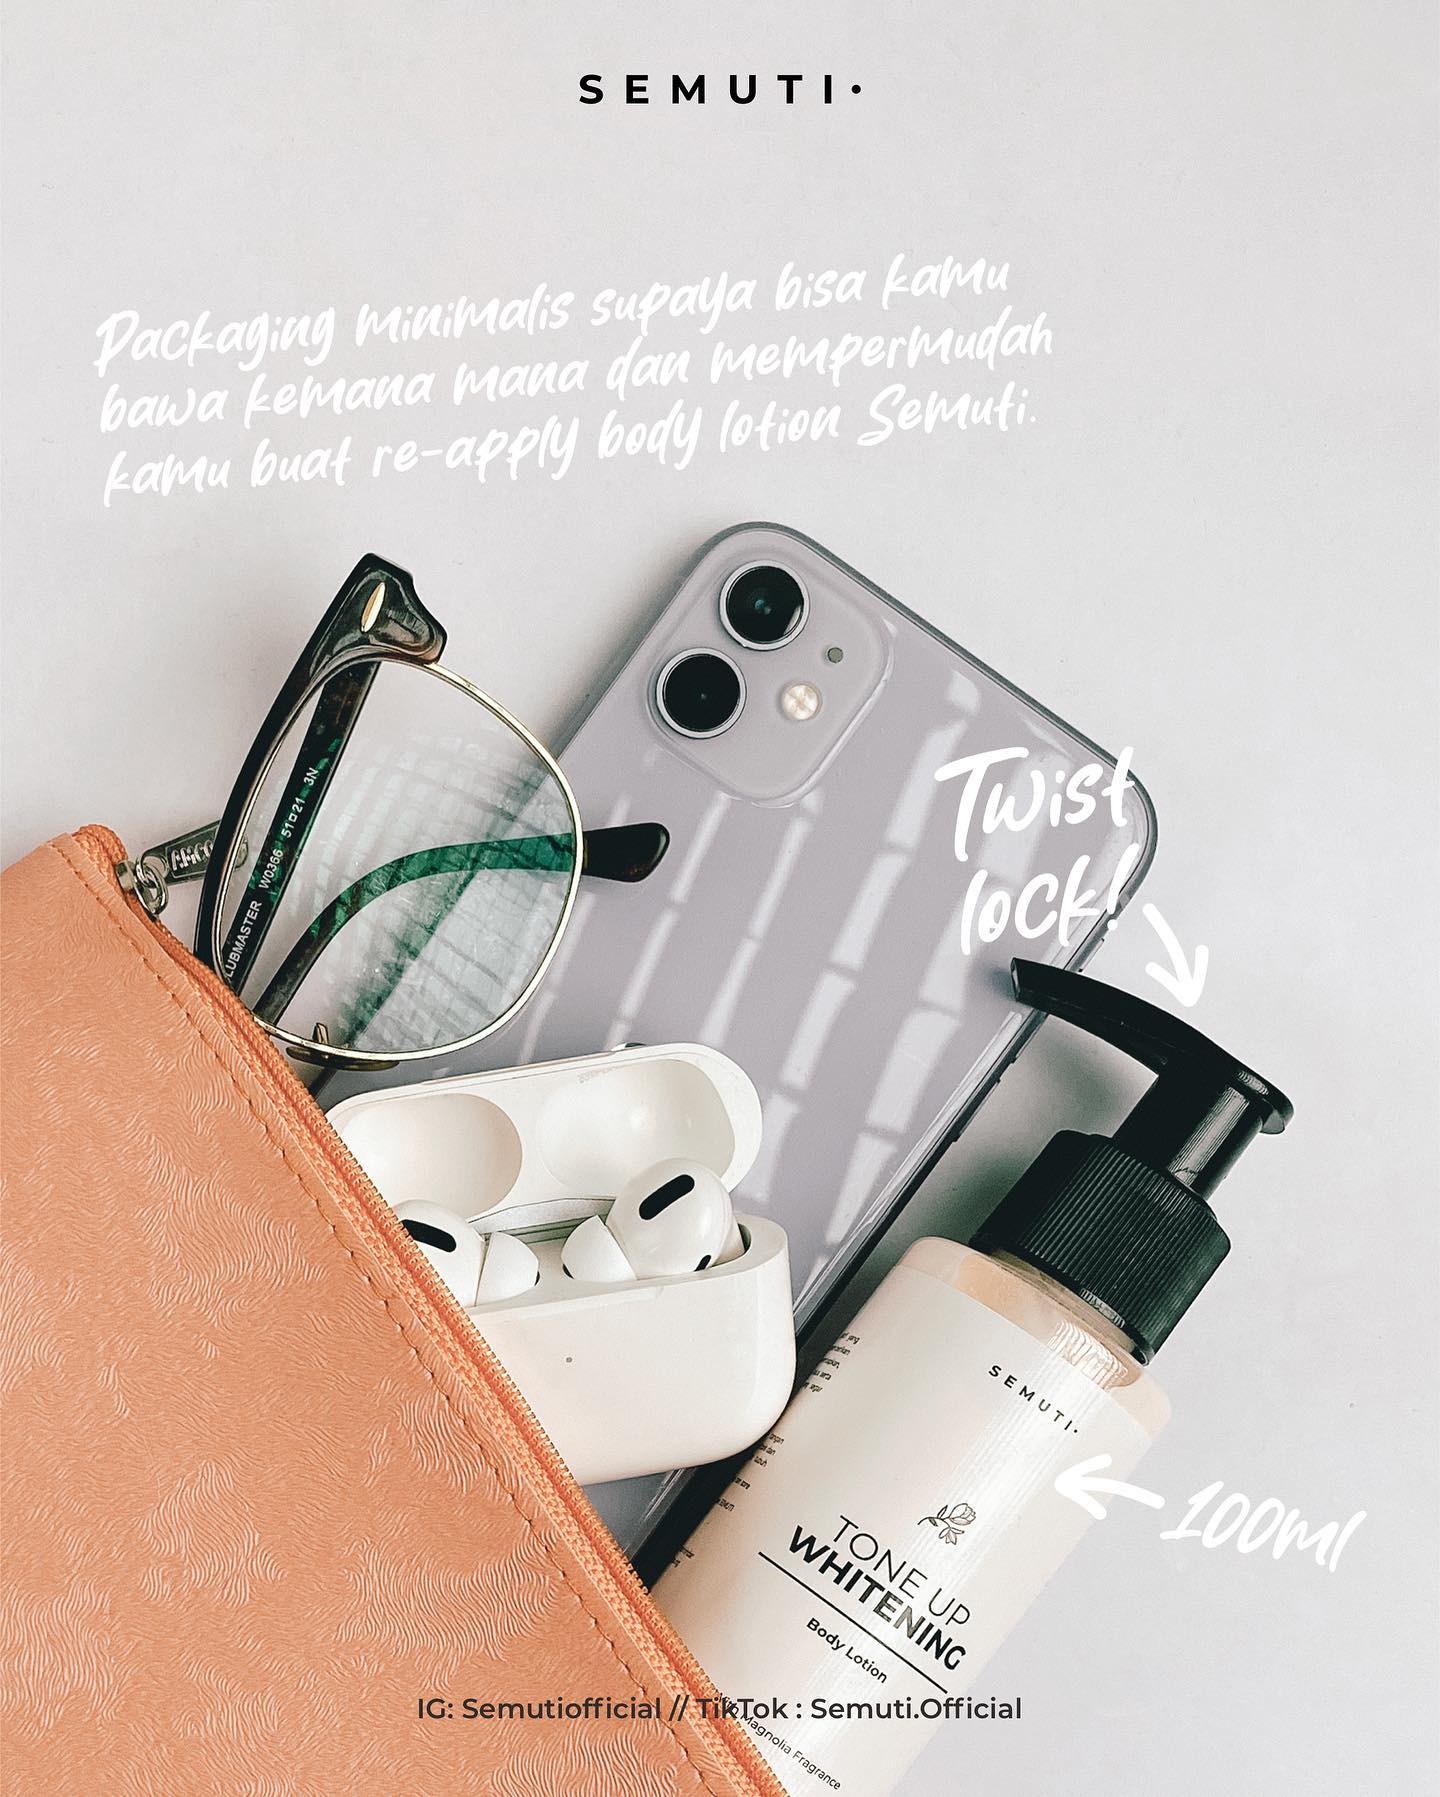 SEMUTI.
Packaging minimalis supaya bisa kamu
bawa kemana mana dan mempermudah
kamu buat re-apply body lotion Semuti.
LUBMASTER W0366 51□21 3N
Twist
lock!
SEMUTI.
100ml
TONE UP
WHITENING
Body Lotion
Magnolia Fragrance
IG: Semutiofficial // TikTok : Semuti.Official